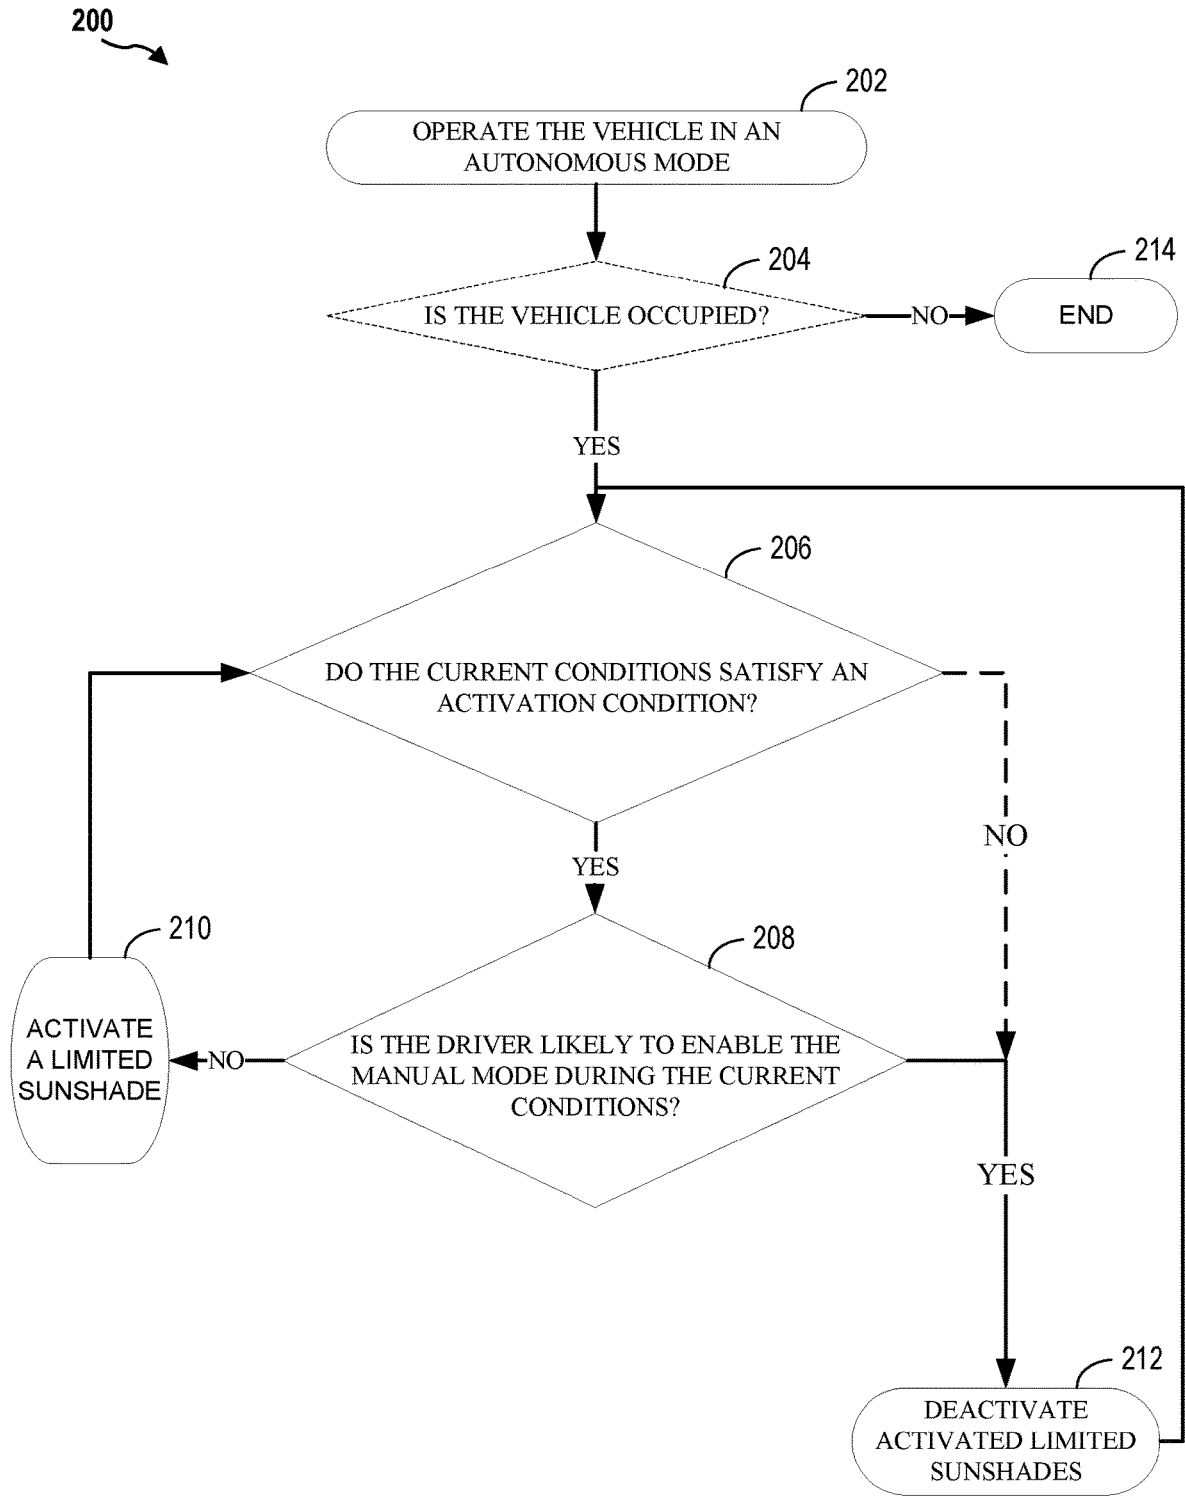 200
202
OPERATE THE VEHICLE IN AN
AUTONOMOUS MODE
204
IS THE VEHICLE OCCUPIED?
NO
214
END
YES
206
DO THE CURRENT CONDITIONS SATISFY AN
ACTIVATION CONDITION?
NO
YES
208
210
ACTIVATE
A LIMITED
SUNSHADE
NO
IS THE DRIVER LIKELY TO ENABLE THE
MANUAL MODE DURING THE CURRENT
CONDITIONS?
YES
212
DEACTIVATE
ACTIVATED LIMITED
SUNSHADES